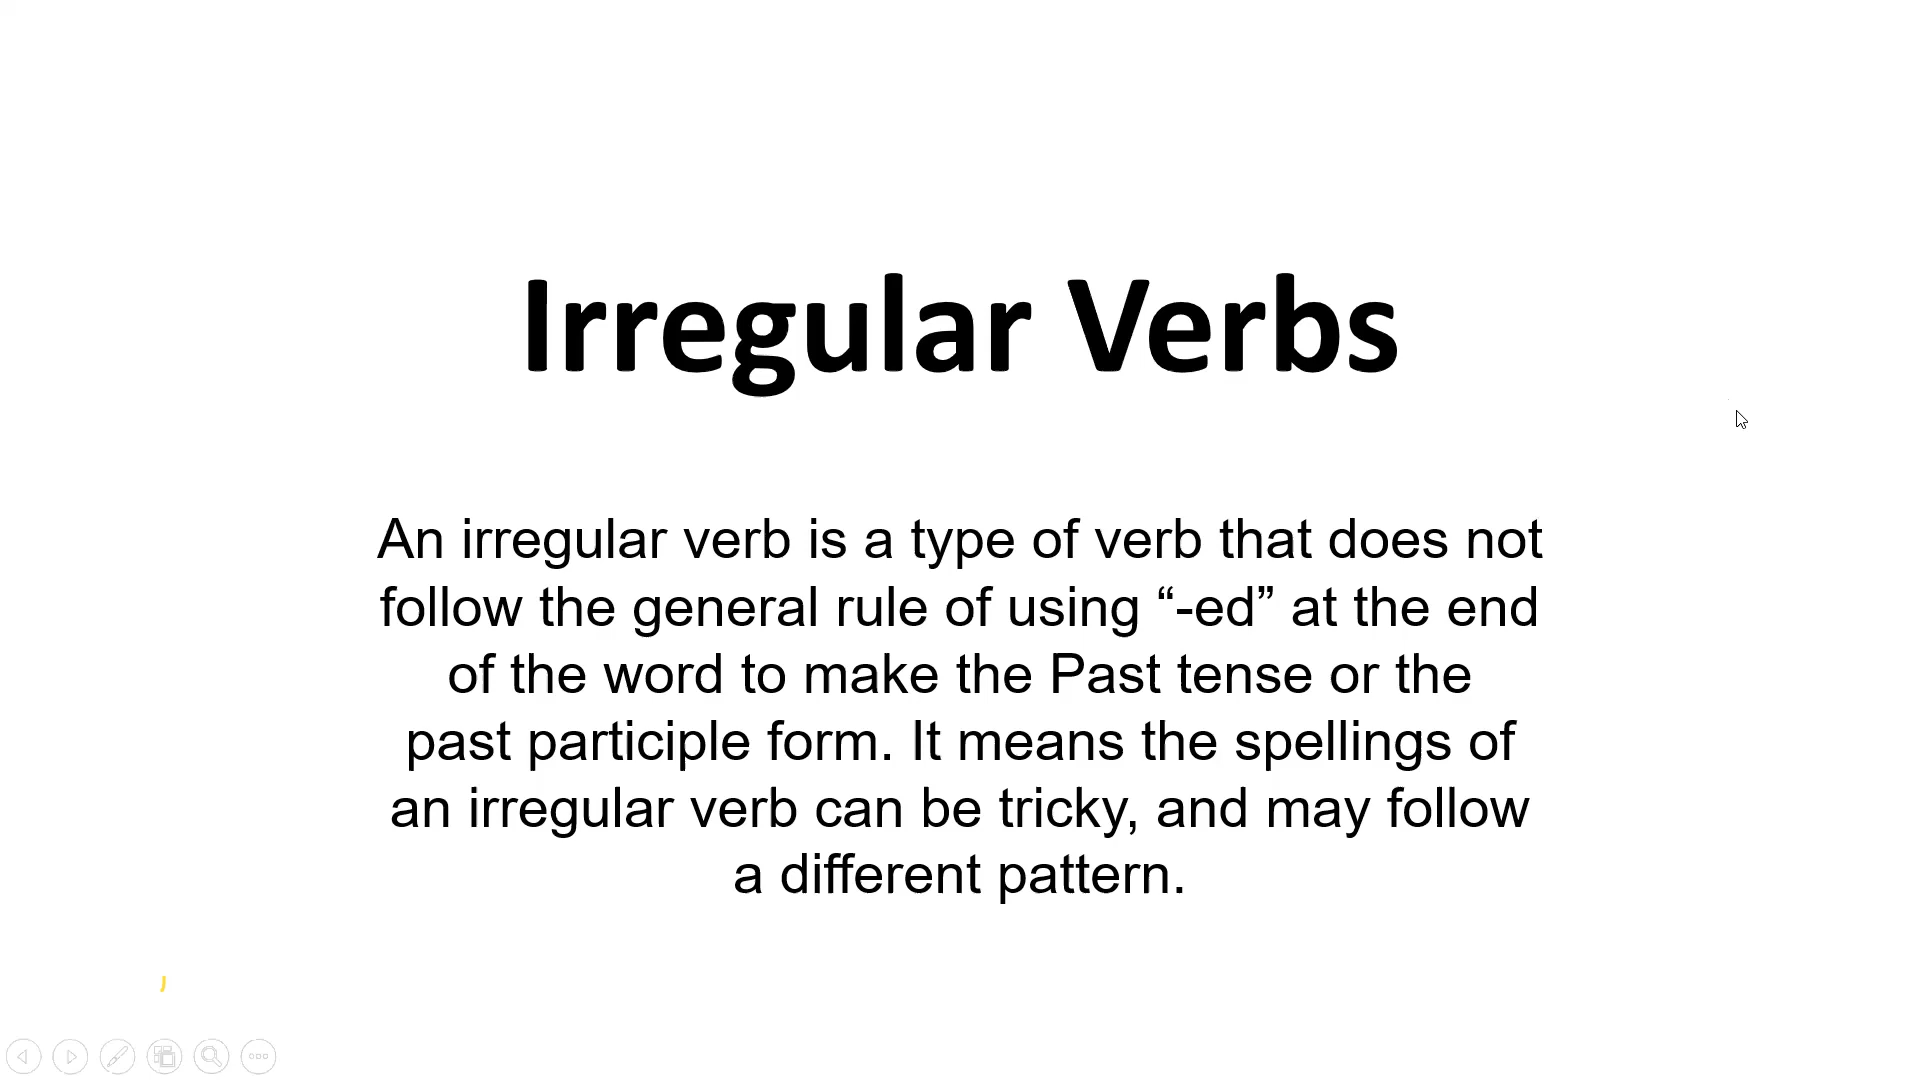 Irregular Verbs
An irregular verb is a type of verb that does not
follow the general rule of using “-ed” at the end
of the word to make the Past tense or the
past participle form. It means the spellings of
an irregular verb can be tricky, and may follow
a different pattern.